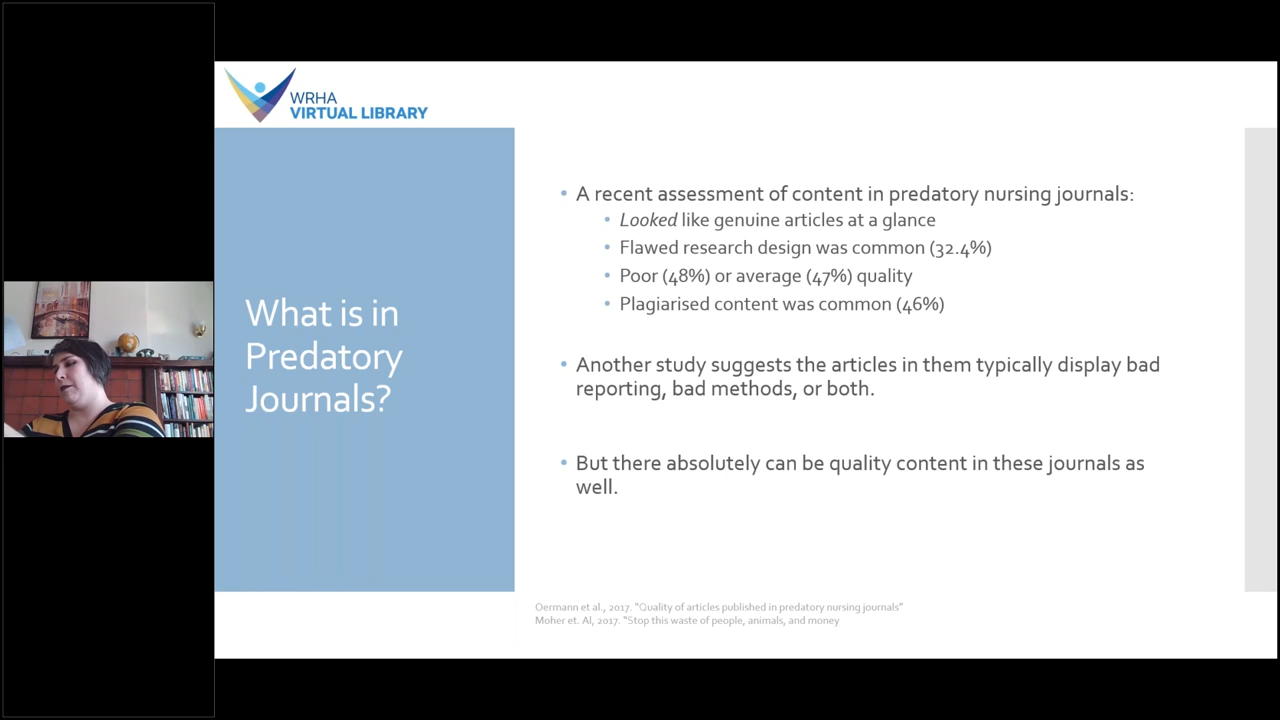 WRHA
VIRTUAL LIBRARY
What is in
Predatory
Journals?
• A recent assessment of content in predatory nursing journals:
• Looked like genuine articles at a glance
• Flawed research design was common (32.4%)
• Poor (48%) or average (47%) quality
• Plagiarised content was common (46%)
• Another study suggests the articles in them typically display bad
reporting, bad methods, or both.
• But there absolutely can be quality content in these journals as
well.
Oermann et al., 2017. "Quality of articles published in predatory nursing journals"
Moher et. Al, 2017. "Stop this waste of people, animals, and money